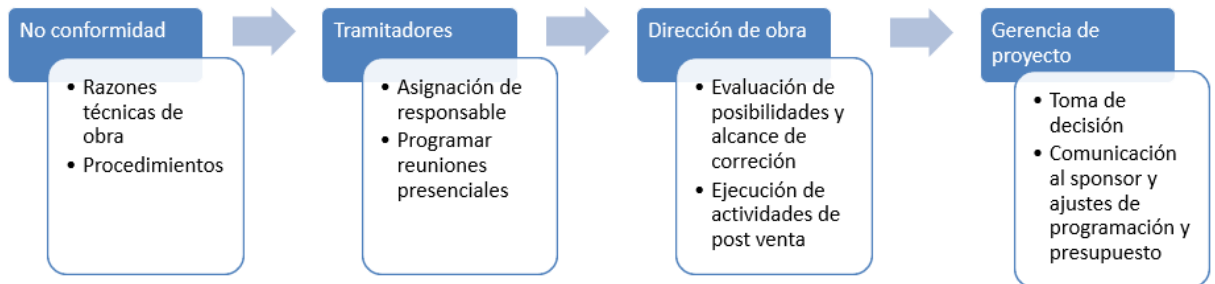 No conformidad
• Razones
técnicas de
obra
• Procedimientos
Tramitadores
• Asignación de
responsable
• Programar
reuniones
presenciales
Dirección de obra
• Evaluación de
posibilidades y
alcance de
correción
• Ejecución de
actividades de
post venta
Gerencia de
proyecto
• Toma de
decisión
• Comunicación
al sponsor y
ajustes de
programación y
presupuesto